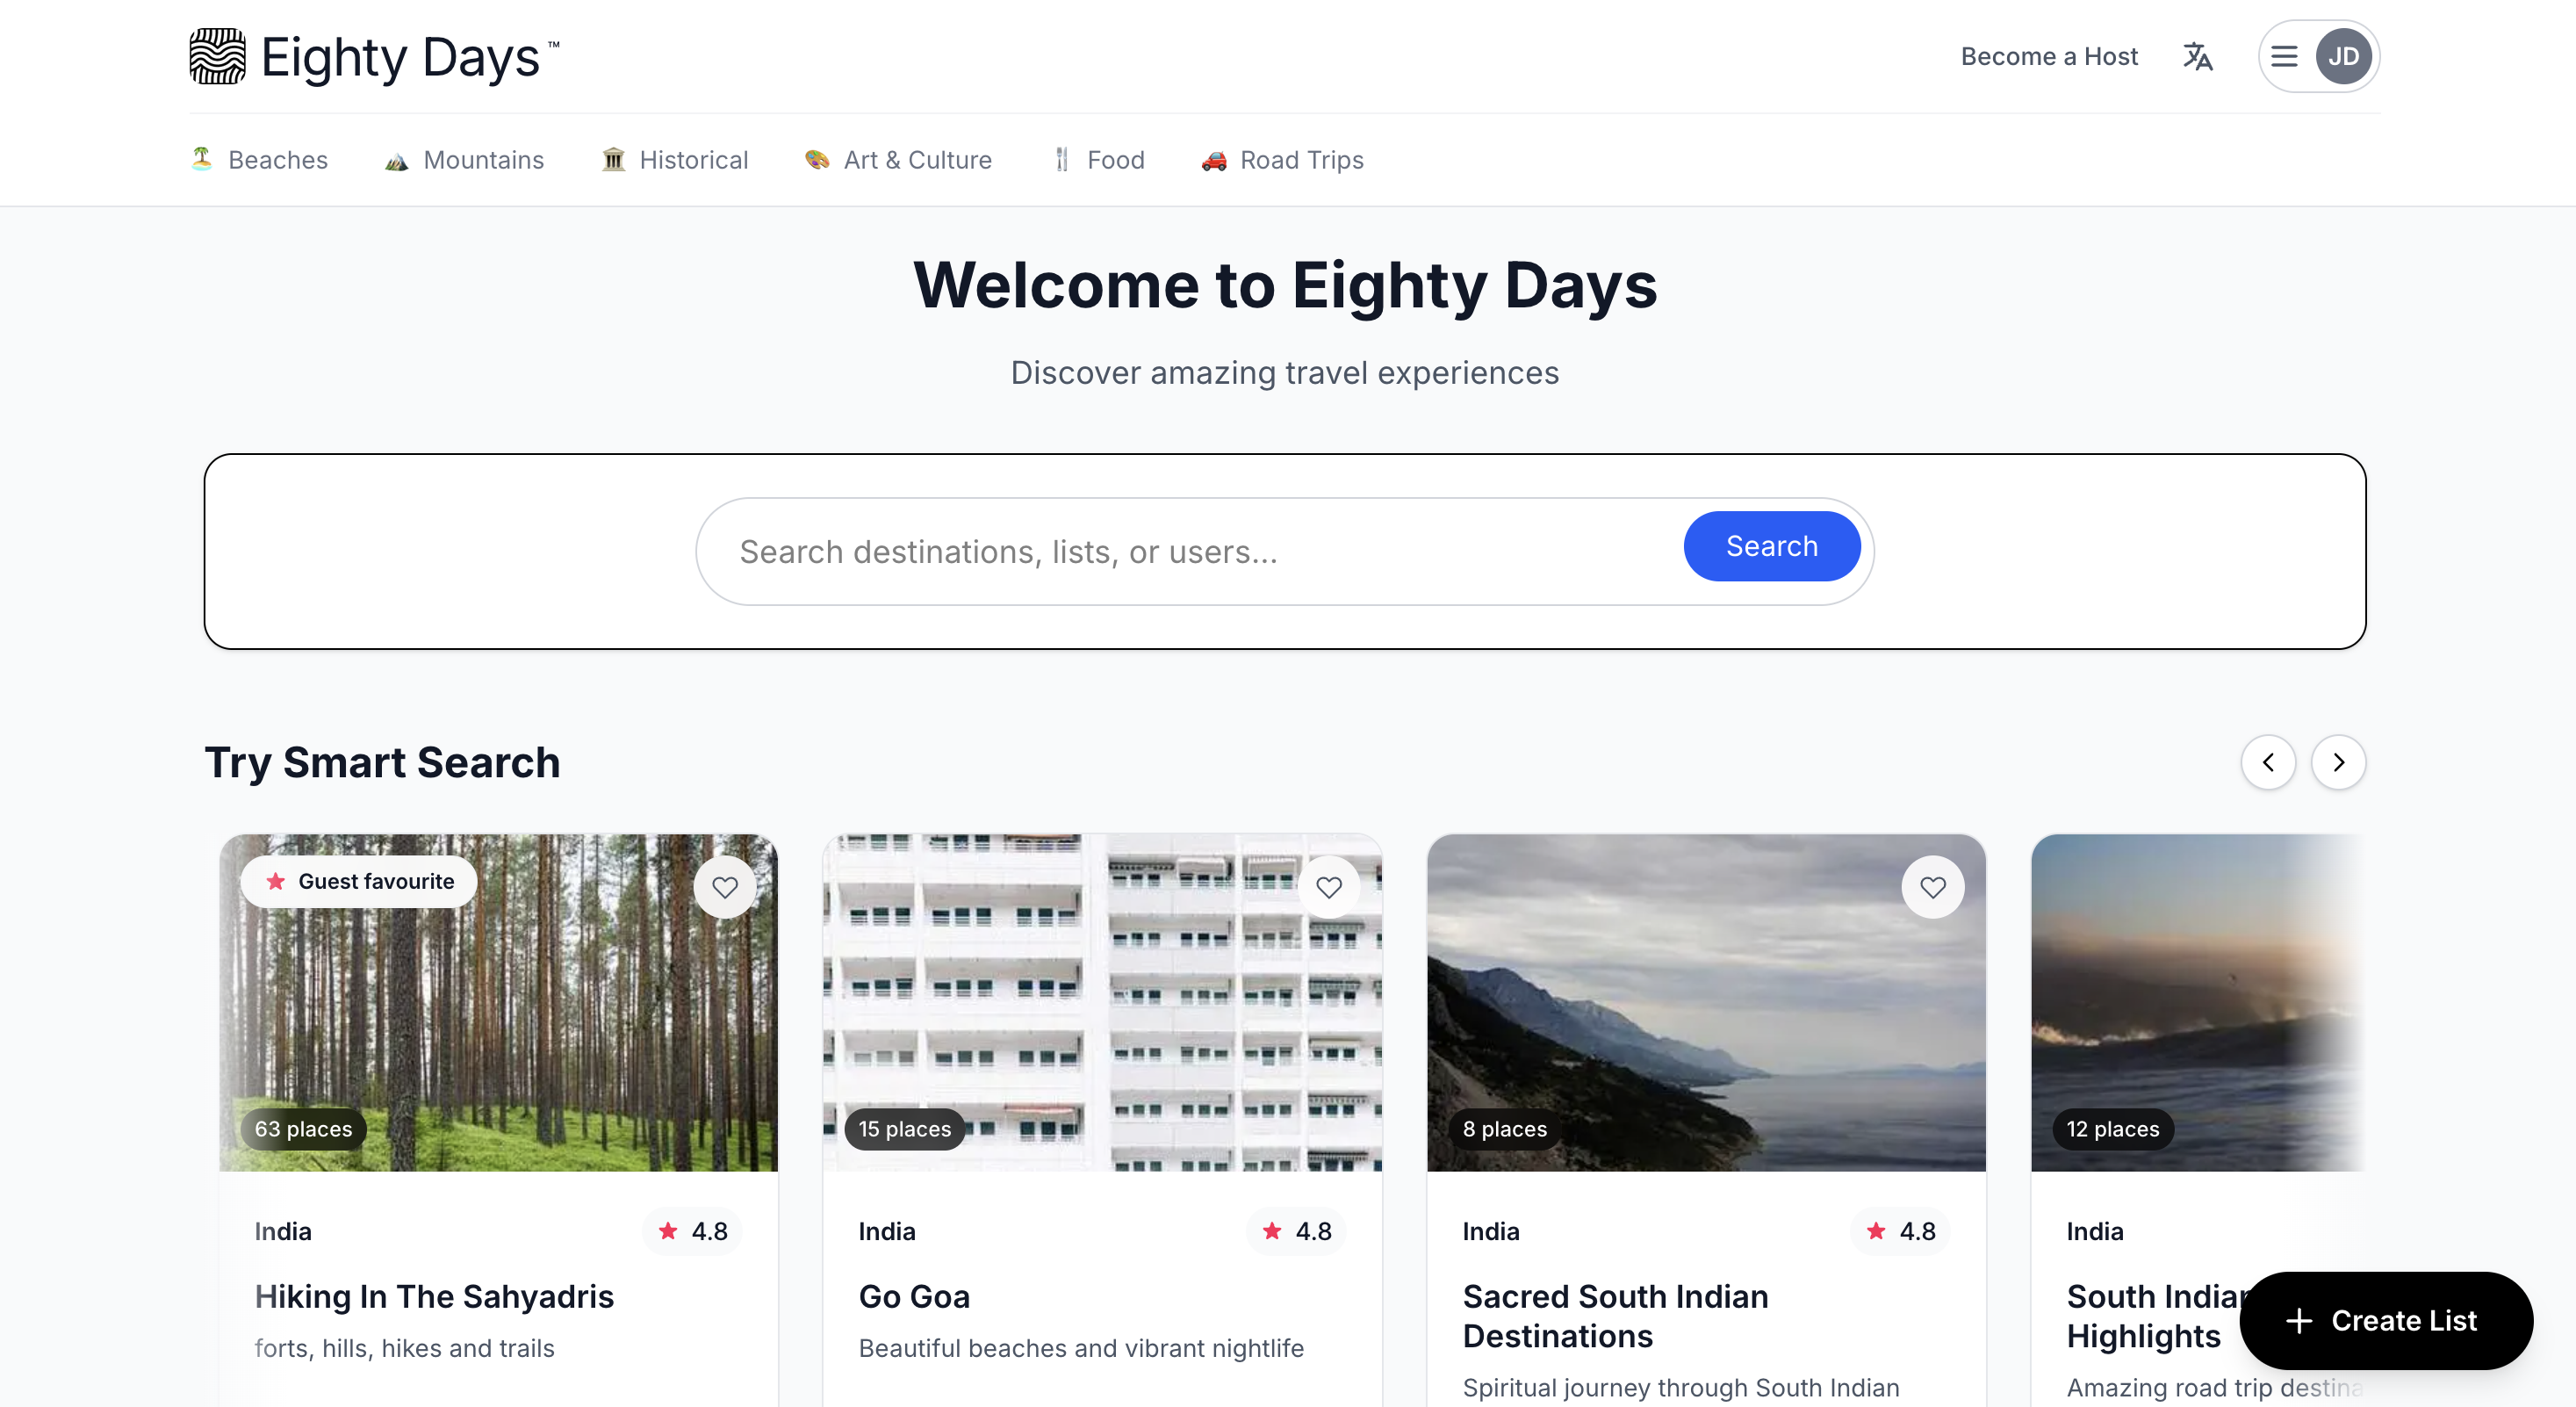 Eighty Days™
Become a Host
JD
Beaches
Mountains
Historical
Art & Culture
Food
Road Trips
Welcome to Eighty Days
Discover amazing travel experiences
Search destinations, lists, or users...
Search
Try Smart Search
Guest favourite
63 places
India
4.8
Hiking In The Sahyadris
forts, hills, hikes and trails
15 places
India
4.8
Go Goa
Beautiful beaches and vibrant nightlife
8 places
India
4.8
Sacred South Indian
Destinations
Spiritual journey through South Indian
12 places
India
South Indian
Highlights
Amazing road trip destina
Create List